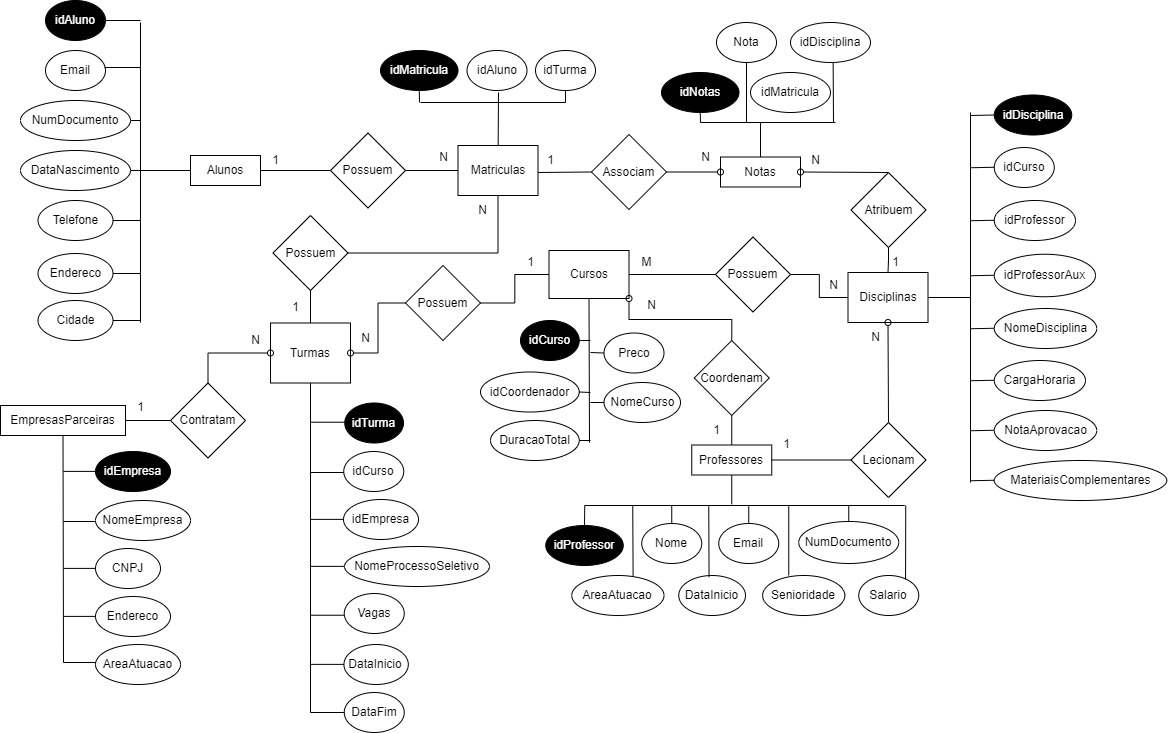 idAluno
Email
NumDocumento
DataNascimento
Telefone
Endereco
Cidade
Alunos
1
Possuem
N
idMatricula
idAluno
idTurma
Matriculas
1
N
Associam
N
idNotas
Nota
idMatricula
idDisciplina
Notas
N
Atribuem
1
Disciplinas
idDisciplina
idCurso
idProfessor
idProfessorAux
NomeDisciplina
CargaHoraria
NotaAprovacao
MateriaisComplementares
Possuem
1
Turmas
N
N
Possuem
1
Cursos
M
Possuem
N
N
N
idCurso
Preco
idCoordenador
NomeCurso
DuracaoTotal
Coordenam
1
Professores
1
Lecionam
idProfessor
Nome
Email
NumDocumento
AreaAtuacao
DataInicio
Senioridade
Salario
EmpresasParceiras
1
Contratam
idEmpresa
NomeEmpresa
CNPJ
Endereco
AreaAtuacao
idTurma
idCurso
idEmpresa
NomeProcessoSeletivo
Vagas
DataInicio
DataFim